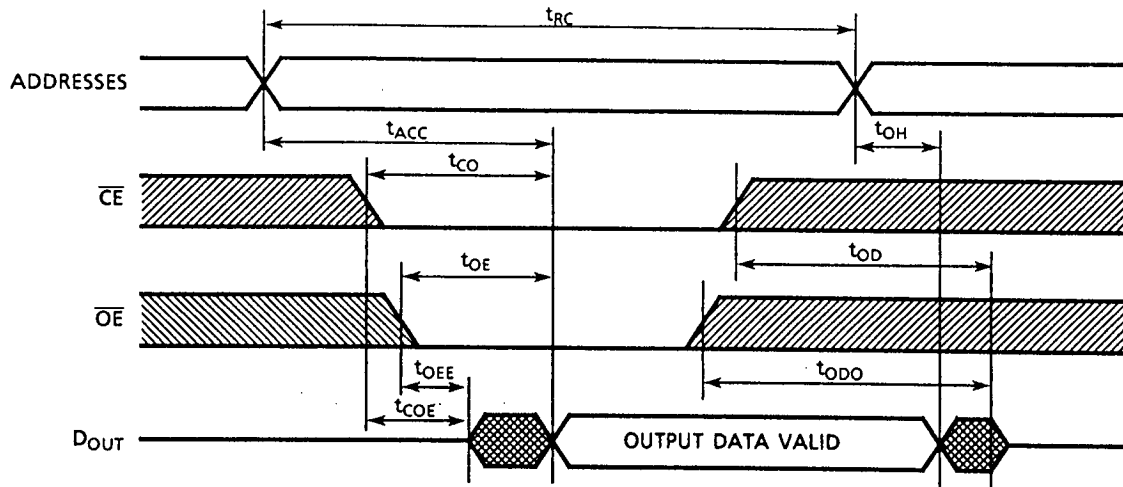 tRC
ADDRESSES
tACC
tOH
tCO
CE
tOD
tOE
OE
tOEE
tODO
tCOE
DOUT
OUTPUT DATA VALID